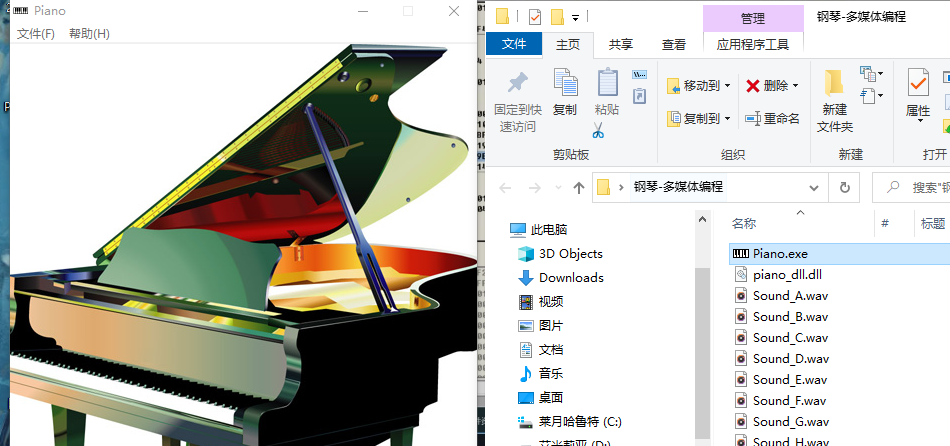 Piano
文件(F) 帮助(H)
管理
钢琴-多媒体编程
文件 主页 共享 查看 应用程序工具
固定到快速访问
复制
粘贴
剪贴板
移动到
复制到
删除
重命名
组织
新建
文件夹
新建
属性
打开
钢琴-多媒体编程
搜索"钢
此电脑
3D Objects
Downloads
视频
图片
文档
音乐
桌面
莱月哈鲁特 (C:)
艾米莉亚 (D:)
名称 # 标题
Piano.exe
piano_dll.dll
Sound_A.wav
Sound_B.wav
Sound_C.wav
Sound_D.wav
Sound_E.wav
Sound_F.wav
Sound_G.wav
Sound_H.wav